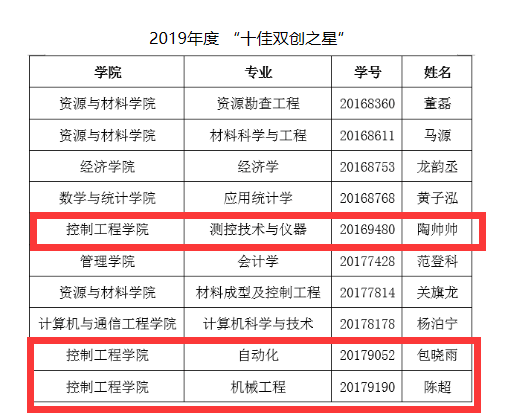 2019年度 “十佳双创之星”
学院 专业 学号 姓名
资源与材料学院 资源勘查工程 20168360 董磊
资源与材料学院 材料科学与工程 20168611 马源
经济学院 经济学 20168753 龙韵丞
数学与统计学院 应用统计学 20168768 黄子泓
控制工程学院 测控技术与仪器 20169480 陶帅帅
管理学院 会计学 20177428 范登科
资源与材料学院 材料成型及控制工程 20177814 关旗龙
计算机与通信工程学院 计算机科学与技术 20178178 杨泊宁
控制工程学院 自动化 20179052 包晓雨
控制工程学院 机械工程 20179190 陈超